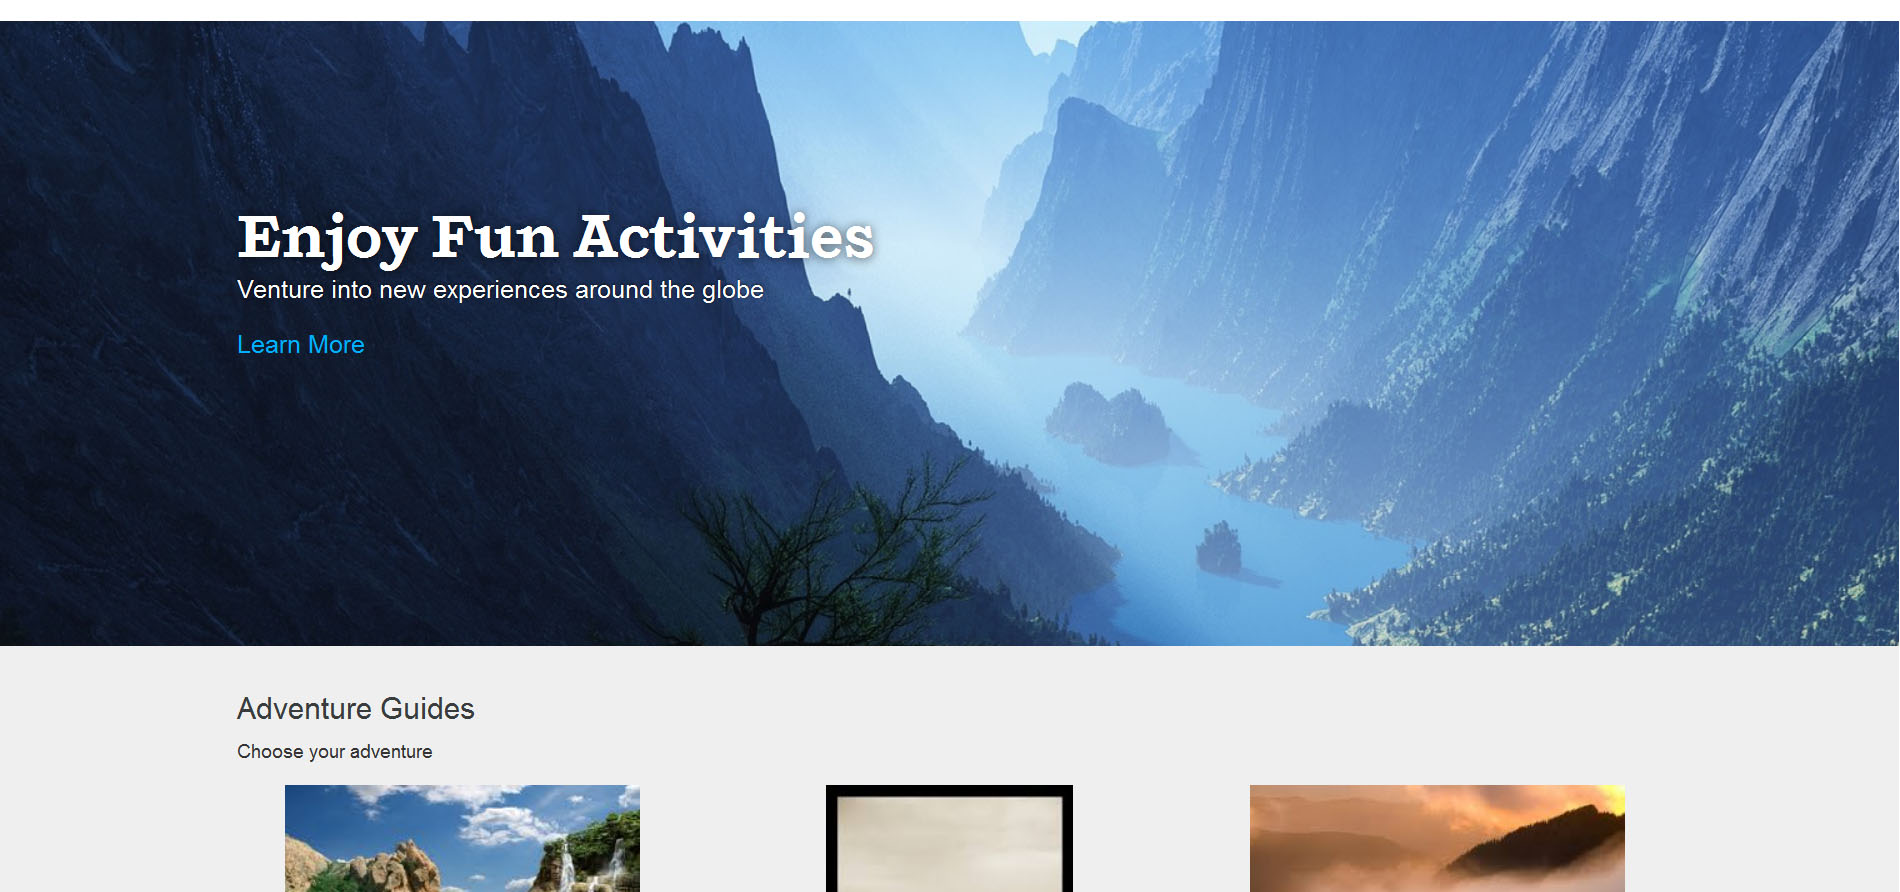 Enjoy Fun Activities
Venture into new experiences around the globe
Learn More
Adventure Guides
Choose your adventure